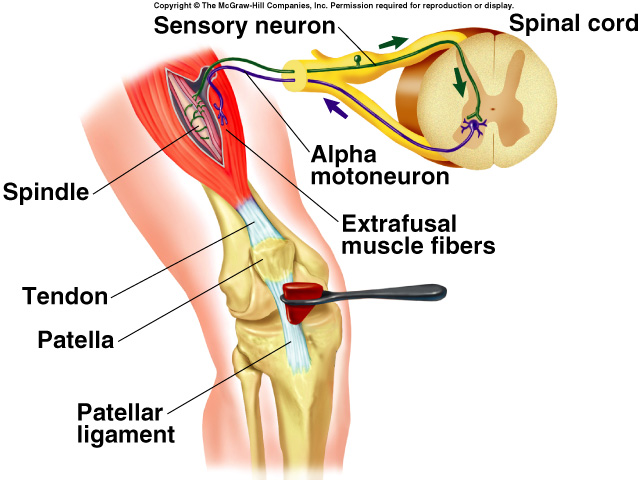 Copyright © The McGraw-Hill Companies, Inc. Permission required for reproduction or display.
Sensory neuron
Spinal cord
Alpha
motoneuron
Spindle
Extrafusal
muscle fibers
Tendon
Patella
Patellar
ligament